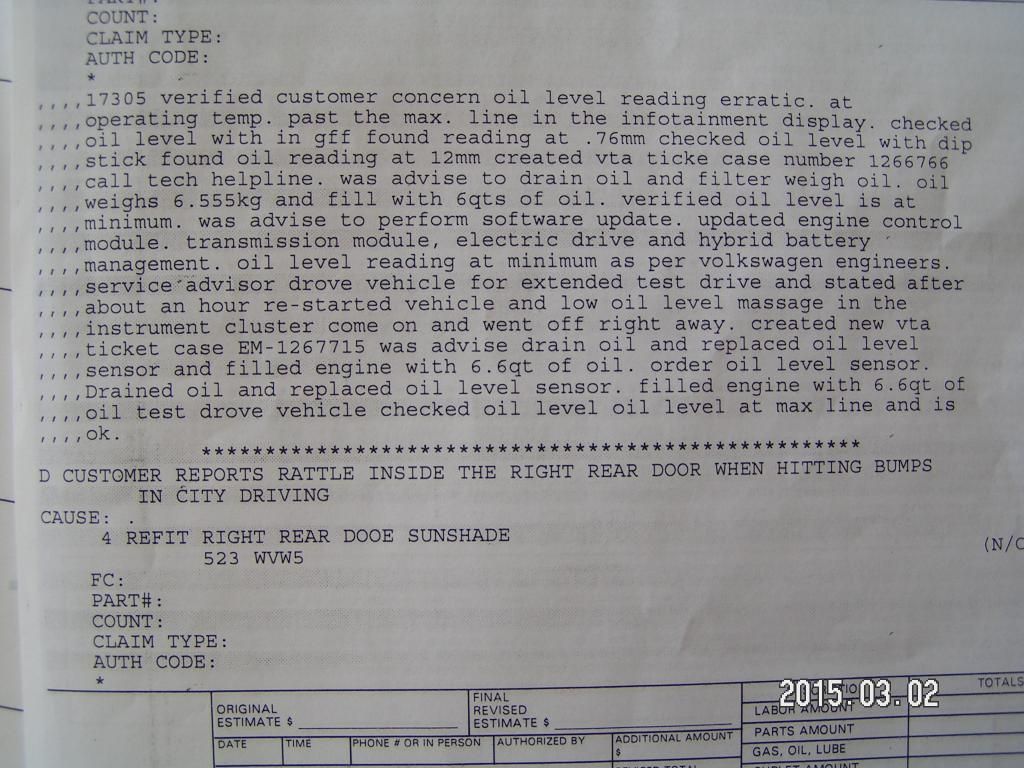 PART#:
COUNT:
CLAIM TYPE:
AUTH CODE:
*
,,,,17305 verified customer concern oil level reading erratic. at
,,,,operating temp. past the max. line in the infotainment display. checked
,,,,oil level with in gff found reading at .76mm checked oil level with dip
,,,,stick found oil reading at 12mm created vta ticke case number 1266766
,,,,call tech helpline. was advise to drain oil and filter weigh oil. oil
,,,,weighs 6.555kg and fill with 6qts of oil. verified oil level is at
,,,,minimum. was advise to perform software update. updated engine control
,,,,module. transmission module, electric drive and hybrid battery
,,,,management. oil level reading at minimum as per volkswagen engineers.
,,,,service advisor drove vehicle for extended test drive and stated after
,,,,about an hour re-started vehicle and low oil level massage in the
,,,,instrument cluster come on and went off right away. created new vta
,,,,ticket case EM-1267715 was advise drain oil and replaced oil level
,,,,sensor and filled engine with 6.6qt of oil. order oil level sensor.
,,,,Drained oil and replaced oil level sensor. filled engine with 6.6qt of
,,,,oil test drove vehicle checked oil level oil level at max line and is
,,,,ok.
****************************************************
D CUSTOMER REPORTS RATTLE INSIDE THE RIGHT REAR DOOR WHEN HITTING BUMPS
IN CITY DRIVING
CAUSE: .
4 REFIT RIGHT REAR DOOE SUNSHADE
523 WVW5
(N/C
FC:
PART#:
COUNT:
CLAIM TYPE:
AUTH CODE:
*
ORIGINAL
ESTIMATE $
FINAL
REVISED
ESTIMATE $
TOTALS
LABOR AMOUNT
PARTS AMOUNT
GAS, OIL, LUBE
SUBLET AMOUNT
DATE TIME PHONE # OR IN PERSON AUTHORIZED BY ADDITIONAL AMOUNT
$
REVISED TOTAL
2015.03.02